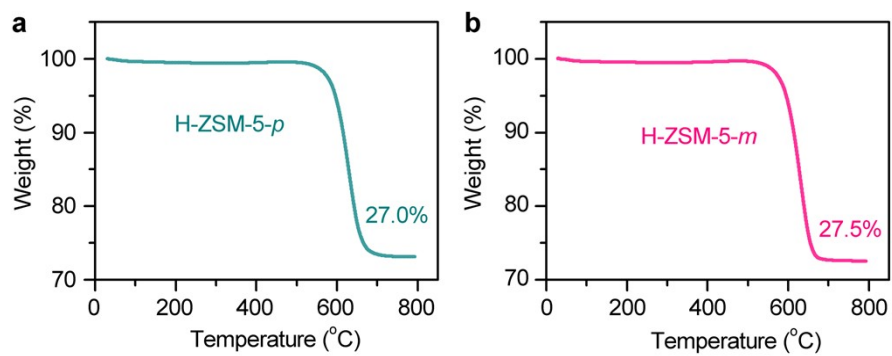 a
100
90
80
70
Weight (%)
H-ZSM-5-p
27.0%
0
200
400
600
800
Temperature (°C)
b
100
90
80
70
Weight (%)
H-ZSM-5-m
27.5%
0
200
400
600
800
Temperature (°C)